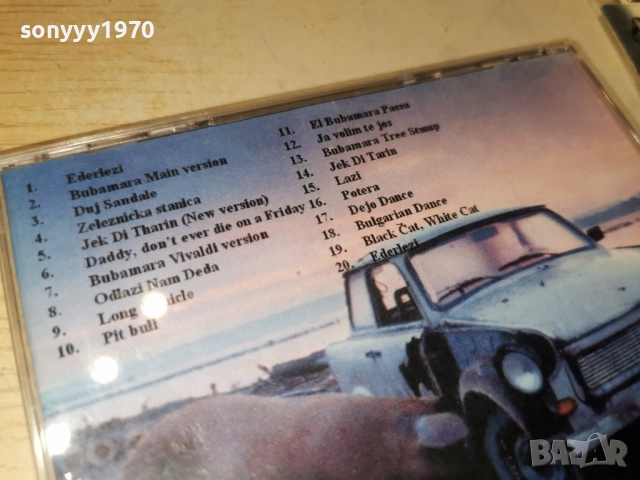 sonyyy1970
1. Ederlezi
2. Bubamara Main version
3. Duj Sandale
4. Zeleznicka stanica
5. Jek Di Tharin (New version)
6. Daddy, don't ever die on a Friday
7. Bubamara Vivaldi version
8. Odlazi Nam Deda
9. Long icle
10. Pit bull
11. El Bubamara Passa
12. Ja volim te jos
13. Bubamara Tree Stump
14. Jek Di Tarin
15. Lazi
16. Potera
17. Dejo Dance
18. Bulgarian Dance
19. Black Cat, White Cat
20. Ederlezi
BAZAR
bg